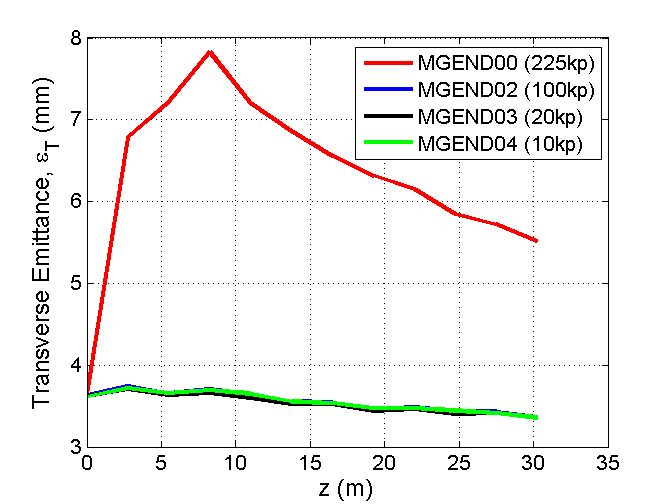 8
7
6
5
4
3
0
5
10
15
20
25
30
35
Transverse Emittance, ε_T (mm)
z (m)
MGEND00 (225kp)
MGEND02 (100kp)
MGEND03 (20kp)
MGEND04 (10kp)